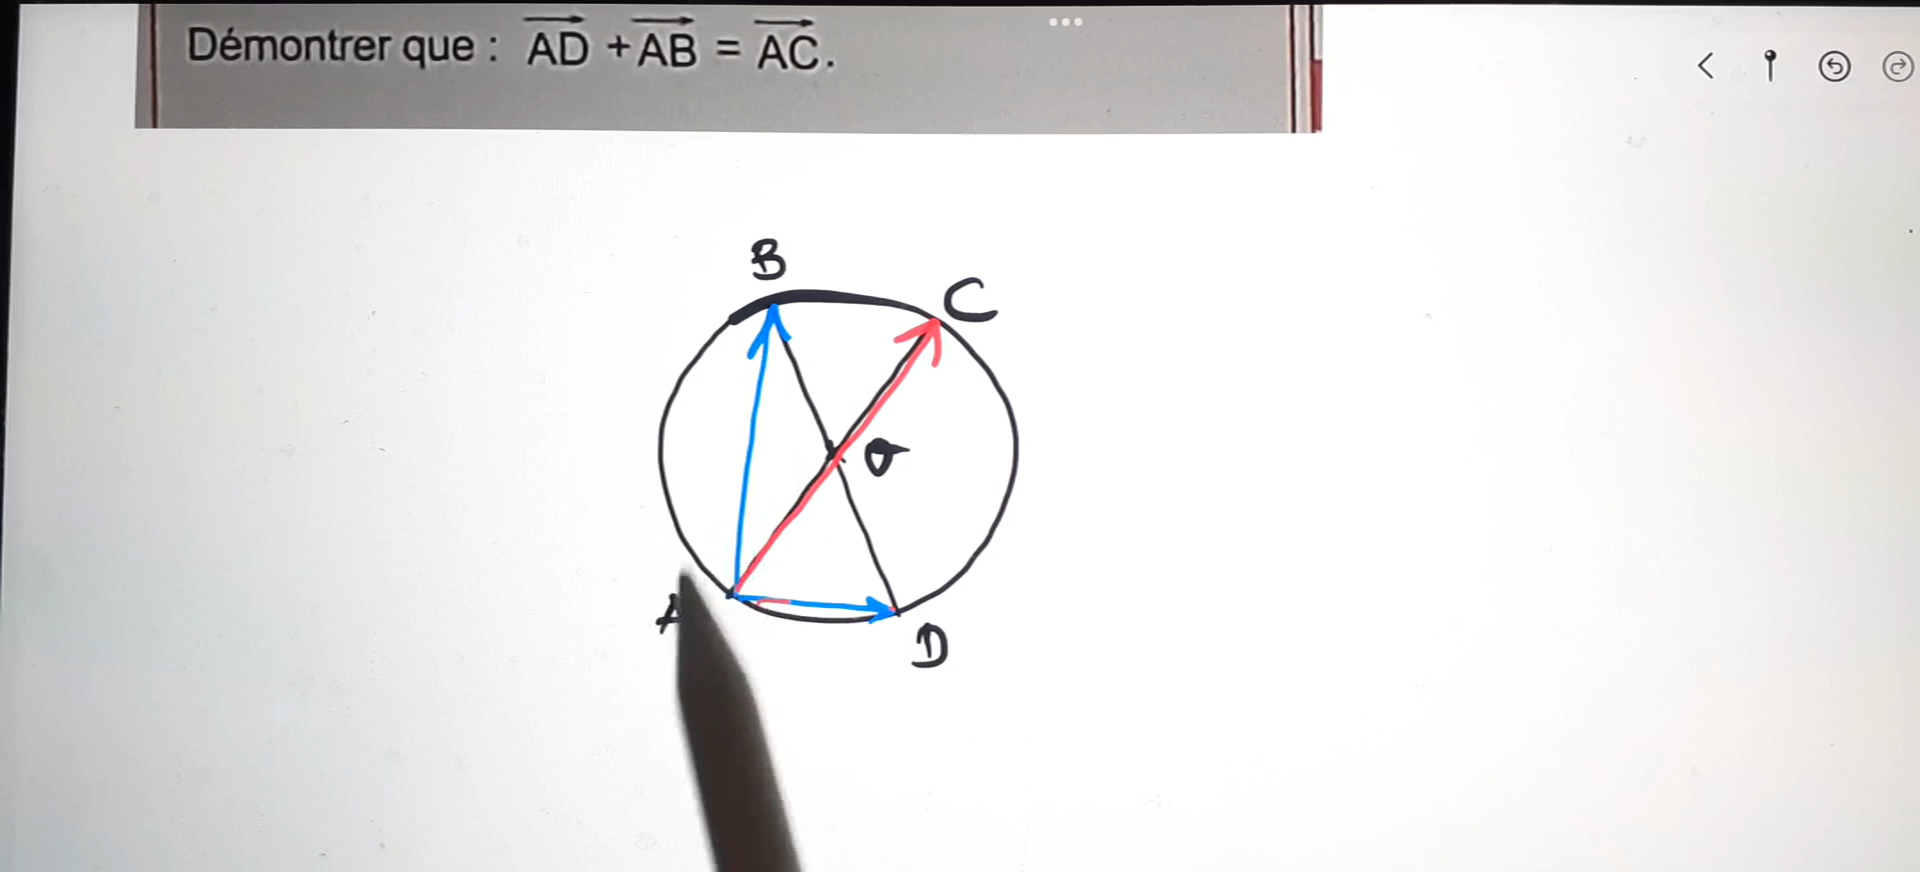 Démontrer que : AD + AB = AC.
B
C
O
A
D